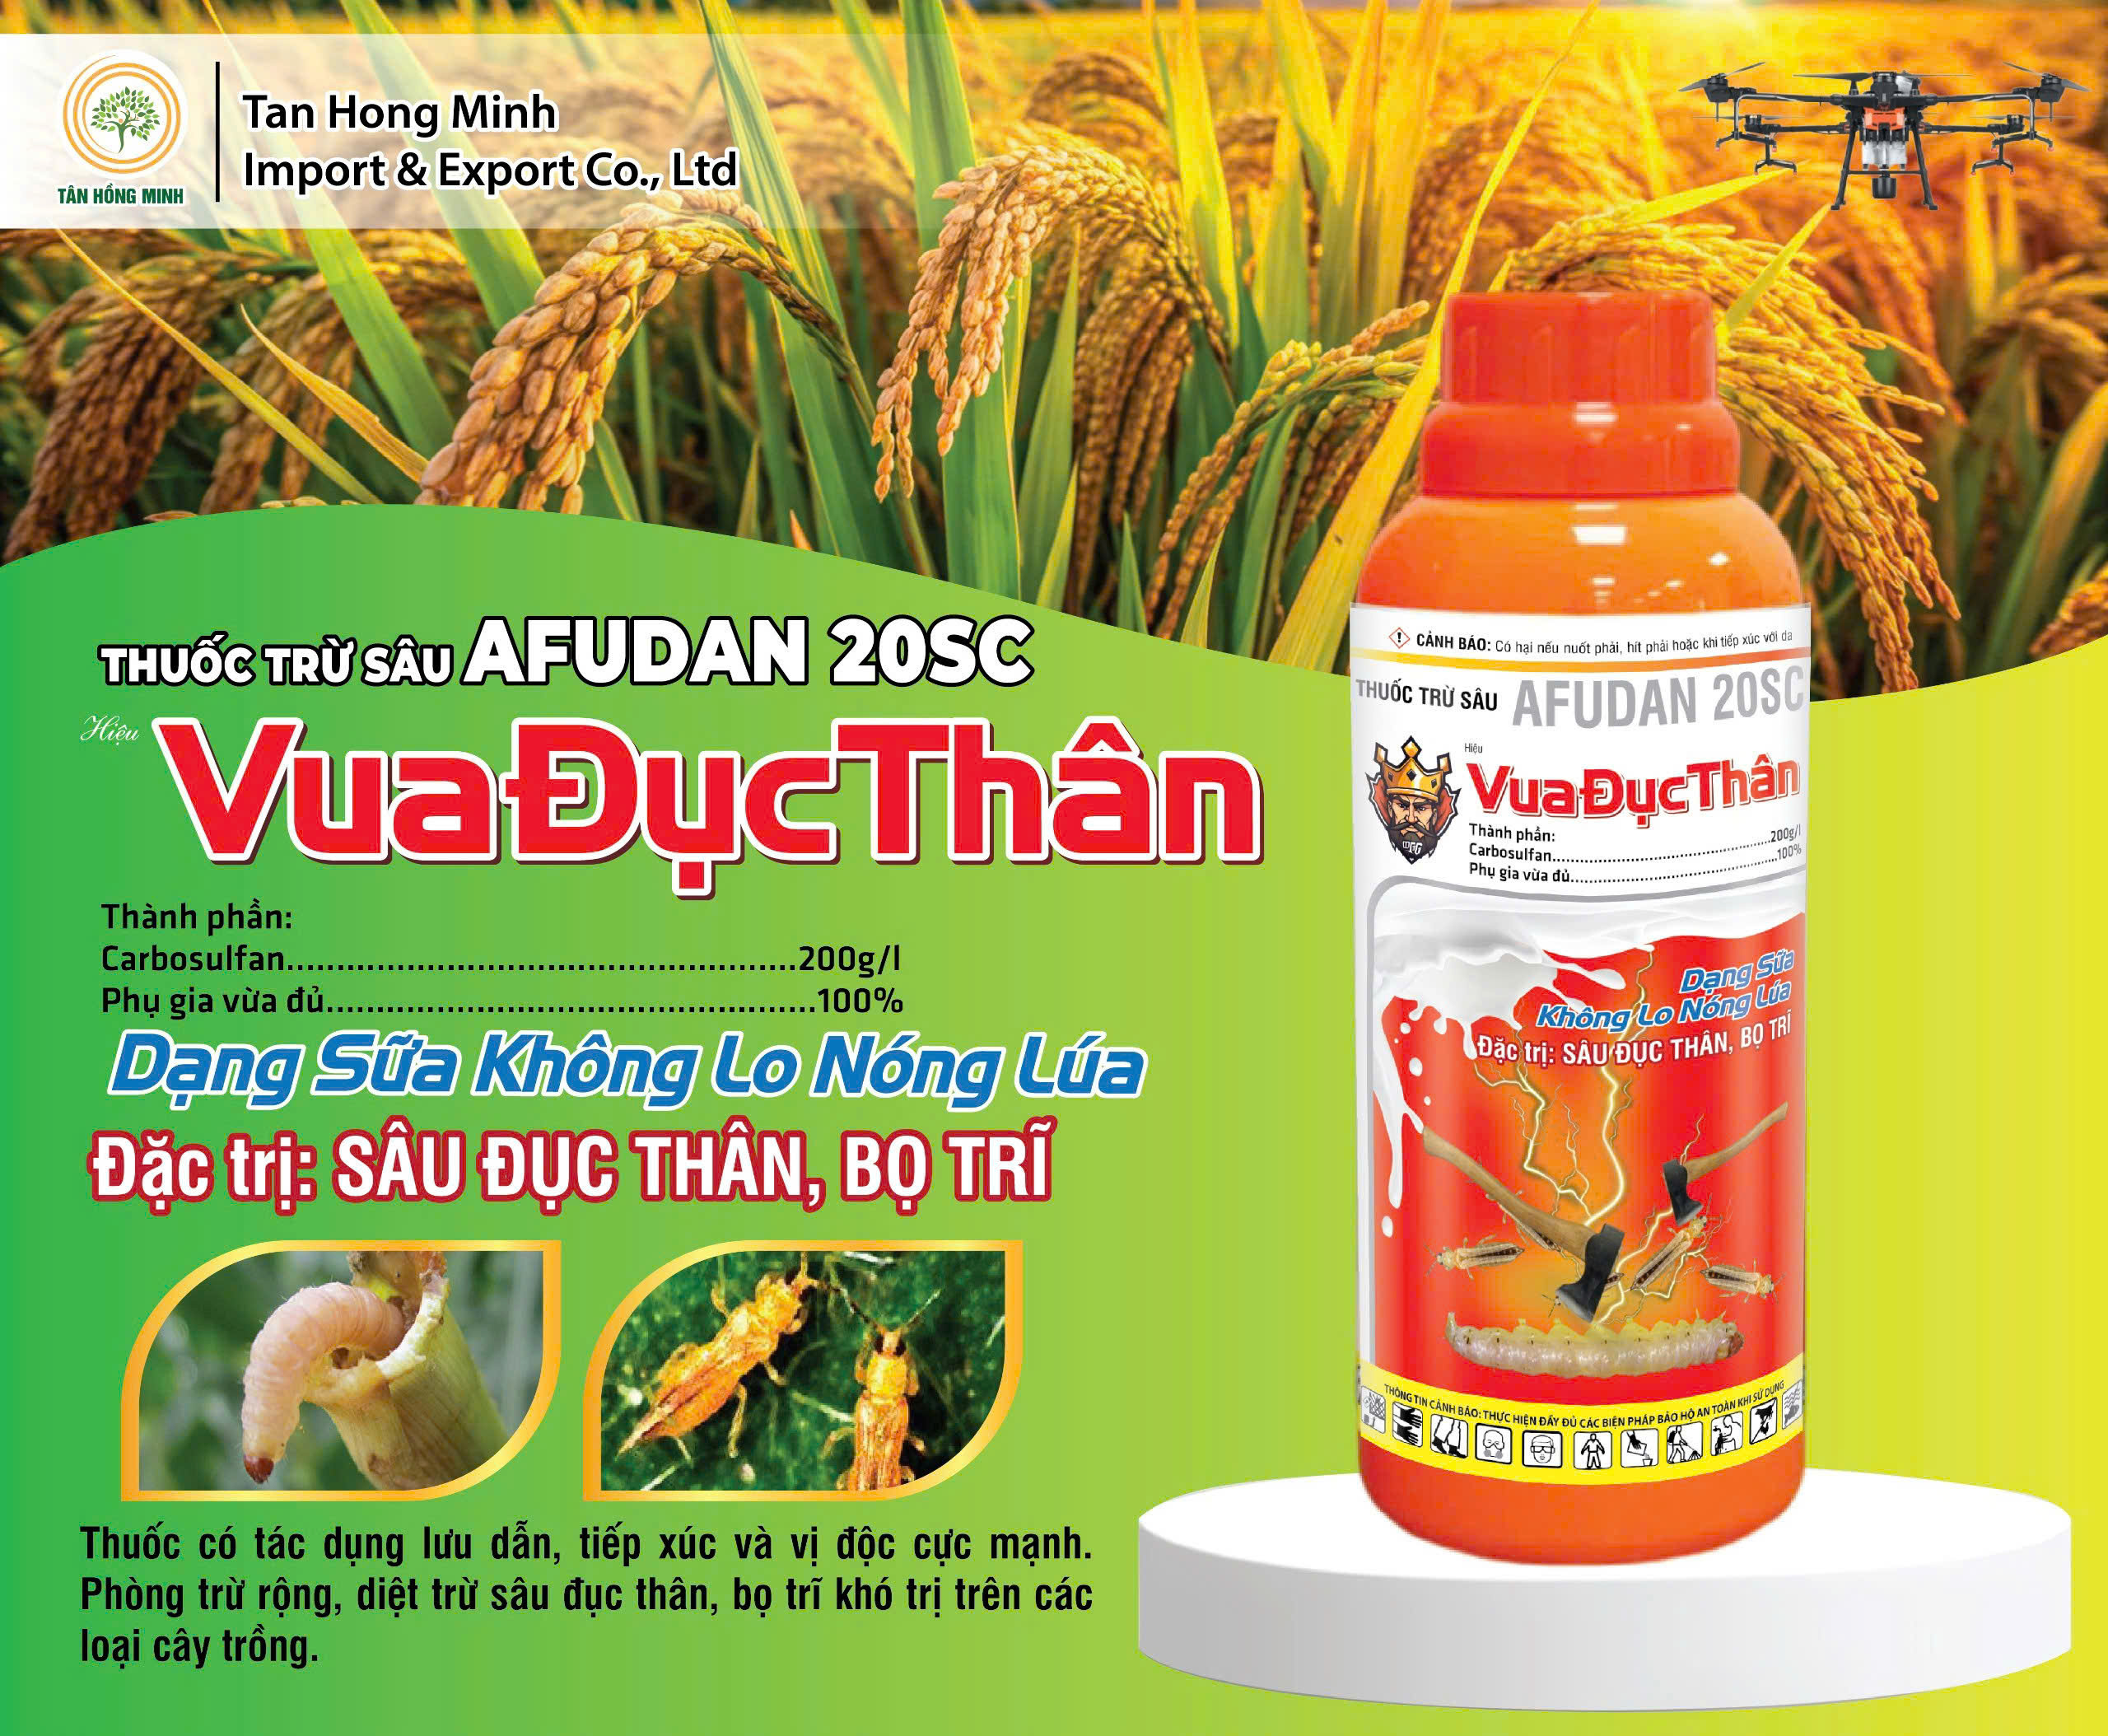 TÂN HỒNG MINH
Tan Hong Minh
Import & Export Co., Ltd
THUỐC TRỪ SÂU AFUDAN 20SC
Hiệu
VuaĐụcThân
Thành phần:
Carbosulfan...................................................200g/l
Phụ gia vừa đủ.................................................100%
Dạng Sữa Không Lo Nóng Lúa
Đặc trị: SÂU ĐỤC THÂN, BỌ TRĨ
Thuốc có tác dụng lưu dẫn, tiếp xúc và vị độc cực mạnh.
Phòng trừ rộng, diệt trừ sâu đục thân, bọ trĩ khó trị trên các
loại cây trồng.
CẢNH BÁO: Có hại nếu nuốt phải, hít phải hoặc khi tiếp xúc với da
THUỐC TRỪ SÂU AFUDAN 20SC
Hiệu
VuaĐụcThân
Thành phần:
Carbosulfan...................................................200g/l
Phụ gia vừa đủ.................................................100%
Dạng Sữa
Không Lo Nóng Lúa
Đặc trị: SÂU ĐỤC THÂN, BỌ TRĨ
THÔNG TIN CẢNH BÁO: THỰC HIỆN ĐẦY ĐỦ CÁC BIỆN PHÁP BẢO HỘ AN TOÀN KHI SỬ DỤNG